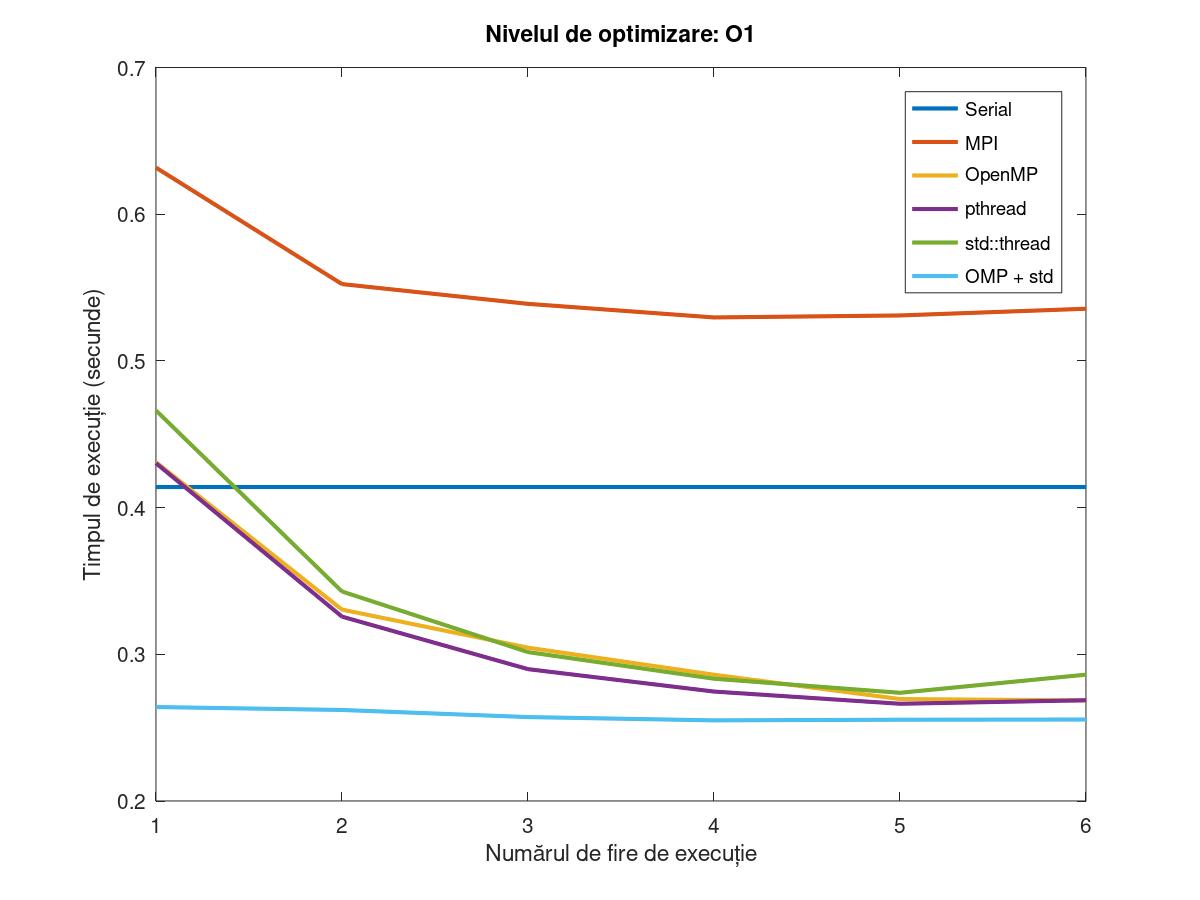 Nivelul de optimizare: O1
0.7
0.6
0.5
0.4
0.3
0.2
Timpul de execuție (secunde)
Serial
MPI
OpenMP
pthread
std::thread
OMP + std
1 2 3 4 5 6
Numărul de fire de execuție